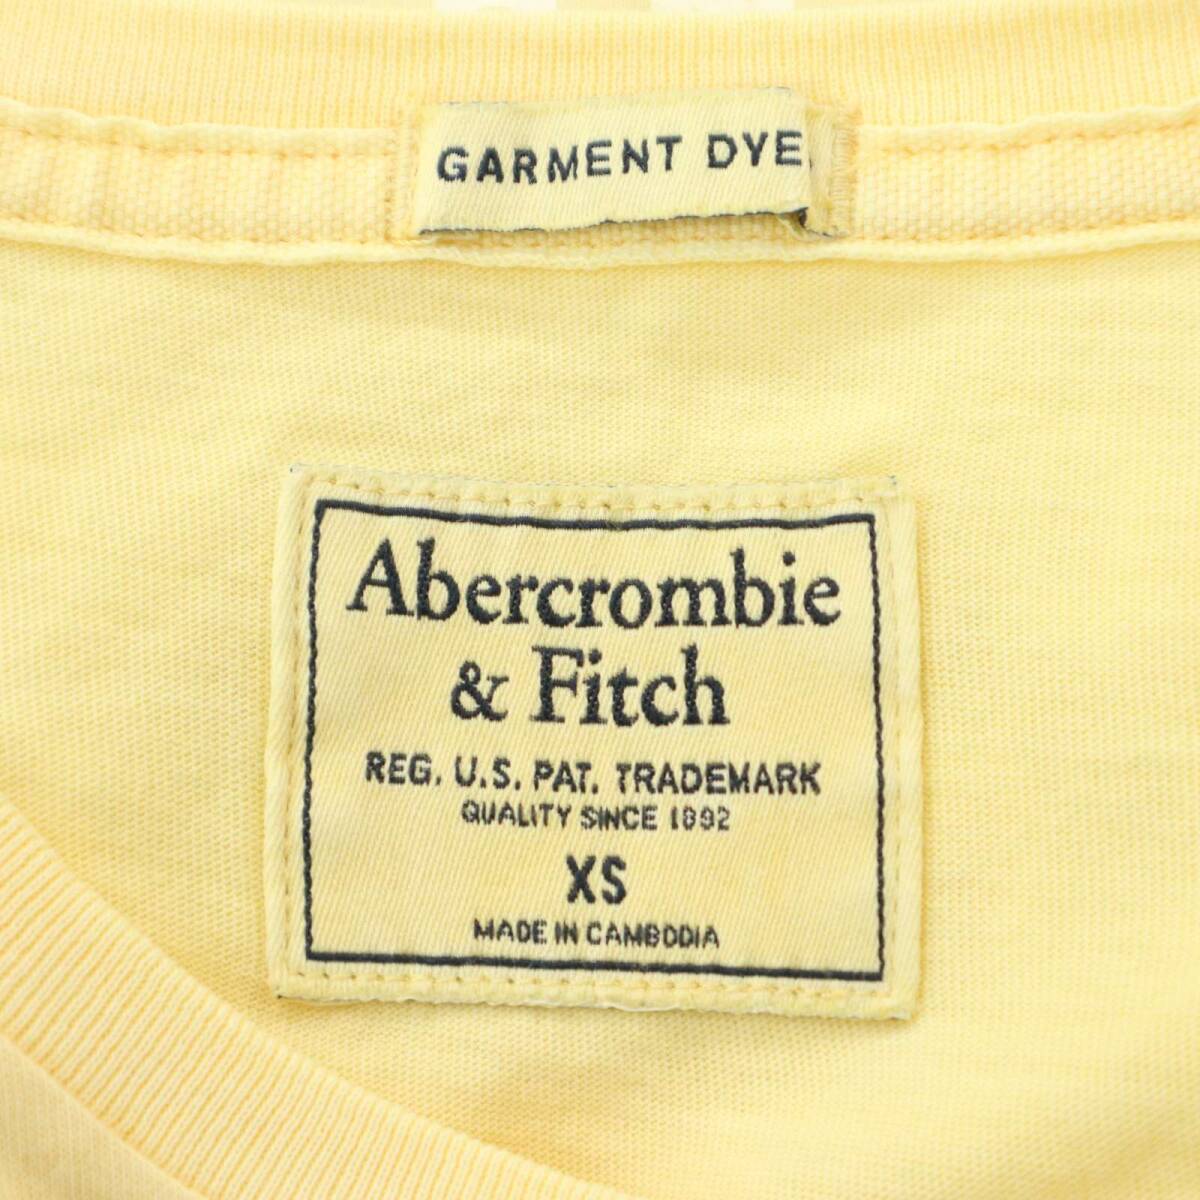 GARMENT DYE
Abercrombie
& Fitch
REG. U.S. PAT. TRADEMARK
QUALITY SINCE 1892
XS
MADE IN CAMBODIA